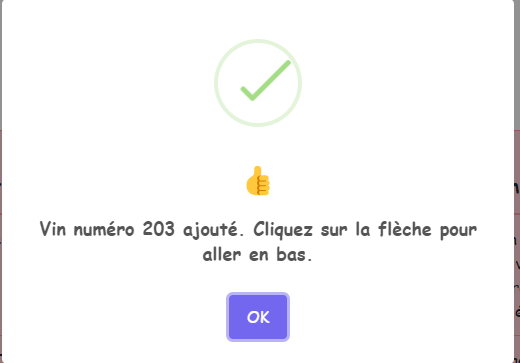 Vin numéro 203 ajouté. Cliquez sur la flèche pour
aller en bas.
OK